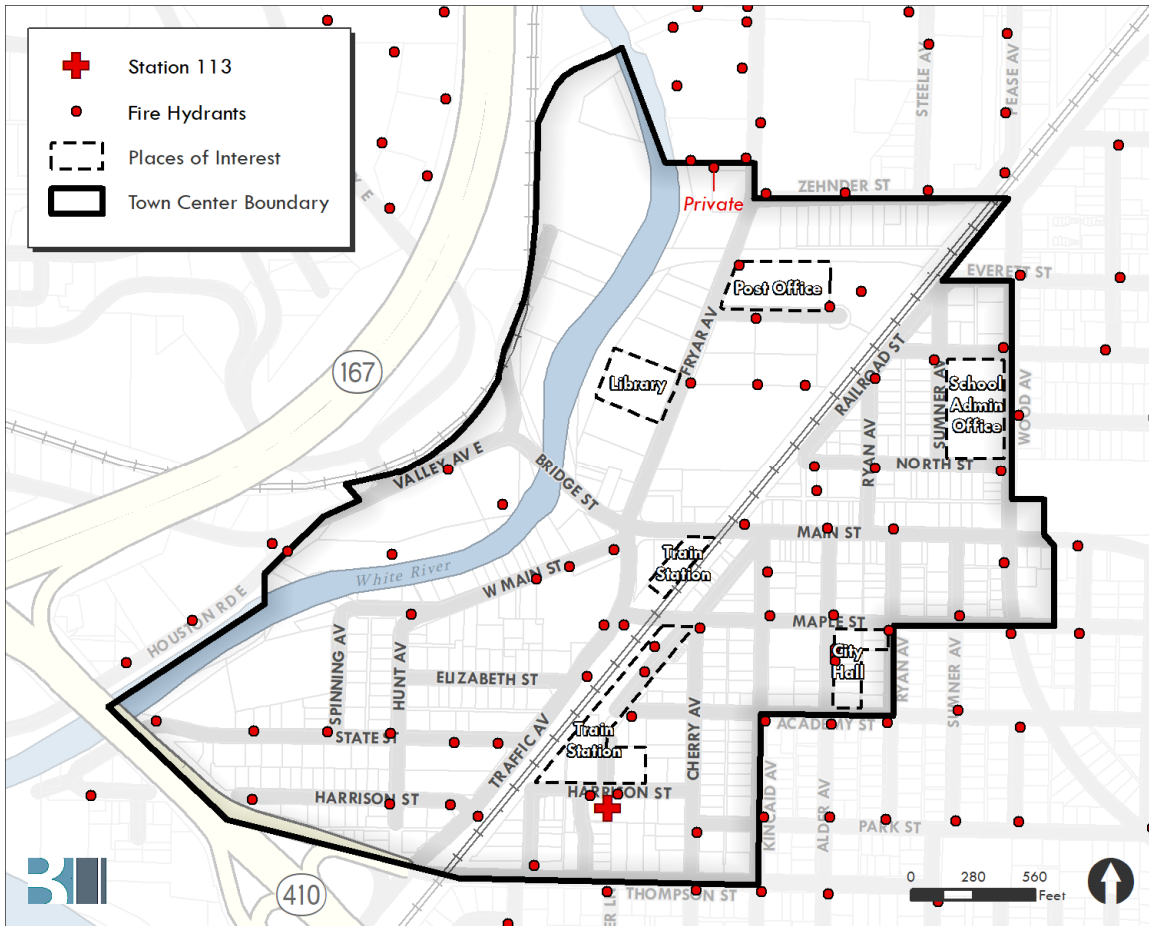 Station 113
Fire Hydrants
Places of Interest
Town Center Boundary
STEELE AV
PEASE AV
ZEHNDER ST
Private
EVERETT ST
Post Office
FRYAR AV
167
Library
RAILROAD ST
SUMNER AV
School
Admin
Office
WOOD AV
RYAN AV
NORTH ST
VALLEY AV E
BRIDGE ST
MAIN ST
Train
Station
White River
W MAIN ST
HOUSTON RD E
MAPLE ST
SPINNING AV
HUNT AV
ELIZABETH ST
City
Hall
RYAN AV
SUMNER AV
STATE ST
TRAFFIC AV
Train
Station
CHERRY AV
ACADEMY ST
HARRISON ST
HARRISON ST
KINCAID AV
ALDER AV
PARK ST
410
THOMPSON ST
0 280 560
Feet